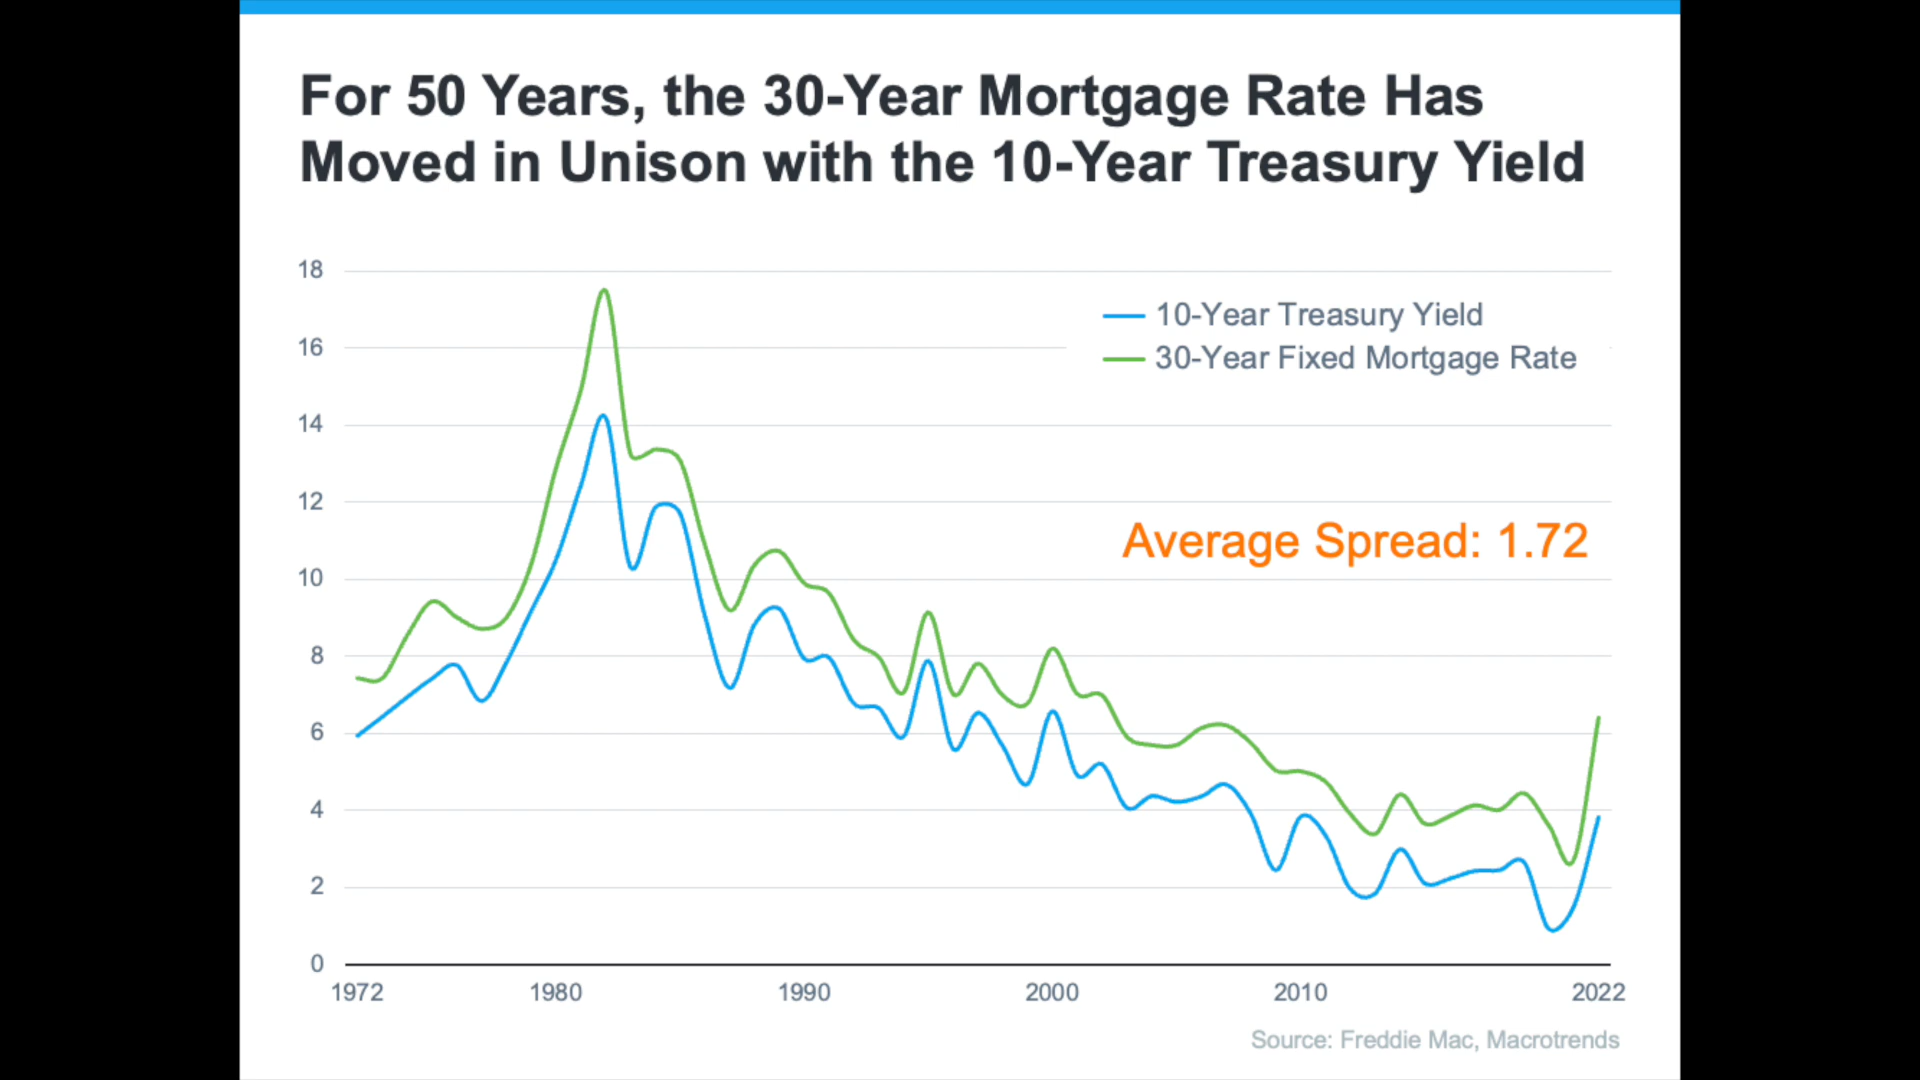 For 50 Years, the 30-Year Mortgage Rate Has
Moved in Unison with the 10-Year Treasury Yield
18
16
14
12
10
8
6
4
2
0
10-Year Treasury Yield
30-Year Fixed Mortgage Rate
Average Spread: 1.72
1972 1980 1990 2000 2010 2022
Source: Freddie Mac, Macrotrends